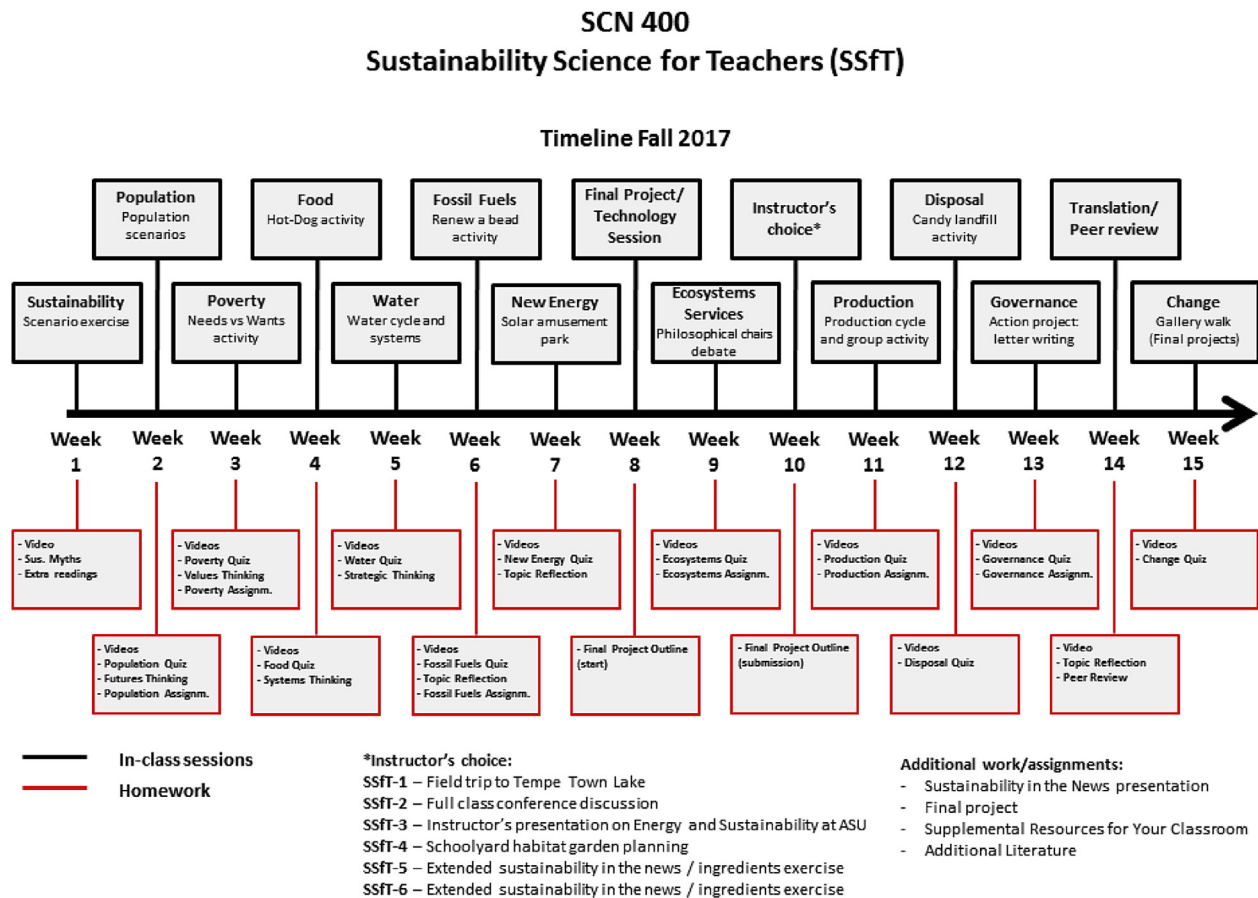 SCN 400
Sustainability Science for Teachers (SSfT)
Timeline Fall 2017
Population
Population
scenarios
Food
Hot-Dog activity
Fossil Fuels
Renew a bead
activity
Final Project/
Technology
Session
Instructor's
choice*
Disposal
Candy landfill
activity
Translation/
Peer review
Sustainability
Scenario exercise
Poverty
Needs vs Wants
activity
Water
Water cycle and
systems
New Energy
Solar amusement
park
Ecosystems
Services
Philosophical chairs
debate
Production
Production cycle
and group activity
Governance
Action project:
letter writing
Change
Gallery walk
(Final projects)
Week
1
Week
2
Week
3
Week
4
Week
5
Week
6
Week
7
Week
8
Week
9
Week
10
Week
11
Week
12
Week
13
Week
14
Week
15
- Video
- Sus. Myths
- Extra readings
- Videos
- Poverty Quiz
- Values Thinking
- Poverty Assignm.
- Videos
- Water Quiz
- Strategic Thinking
- Videos
- New Energy Quiz
- Topic Reflection
- Videos
- Ecosystems Quiz
- Ecosystems Assignm.
- Videos
- Production Quiz
- Production Assignm.
- Videos
- Governance Quiz
- Governance Assignm.
- Videos
- Change Quiz
- Videos
- Population Quiz
- Futures Thinking
- Population Assignm.
- Videos
- Food Quiz
- Systems Thinking
- Videos
- Fossil Fuels Quiz
- Topic Reflection
- Fossil Fuels Assignm.
- Final Project Outline
(start)
- Final Project Outline
(submission)
- Videos
- Disposal Quiz
- Video
- Topic Reflection
- Peer Review
In-class sessions
Homework
*Instructor's choice:
SSfT-1 – Field trip to Tempe Town Lake
SSfT-2 – Full class conference discussion
SSfT-3 – Instructor's presentation on Energy and Sustainability at ASU
SSfT-4 – Schoolyard habitat garden planning
SSfT-5 – Extended sustainability in the news / ingredients exercise
SSfT-6 – Extended sustainability in the news / ingredients exercise
Additional work/assignments:
- Sustainability in the News presentation
- Final project
- Supplemental Resources for Your Classroom
- Additional Literature